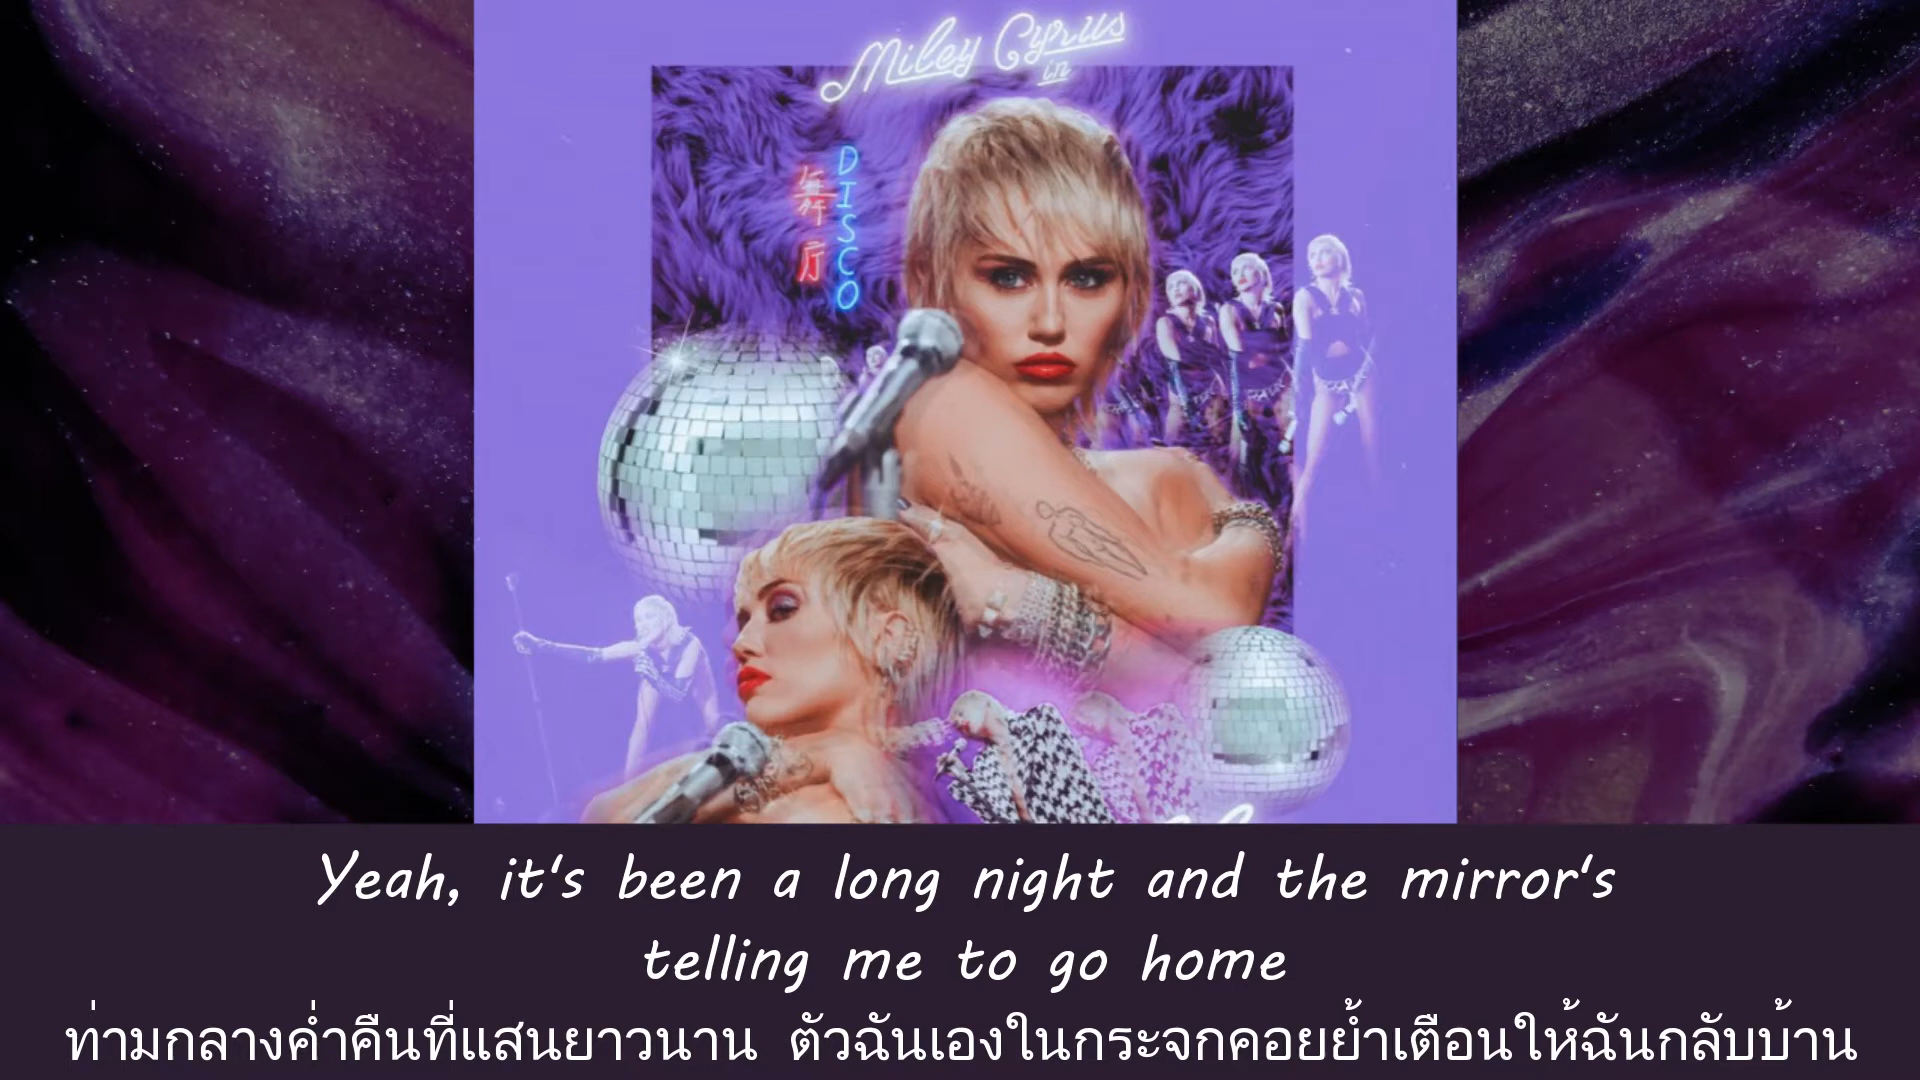 Miley Cyrus
in
DISCO
舞厅
Yeah, it's been a long night and the mirror's
telling me to go home
ท่ามกลางค่ำคืนที่แสนยาวนาน ตัวฉันเองในกระจกคอยย้ำเตือนให้ฉันกลับบ้าน